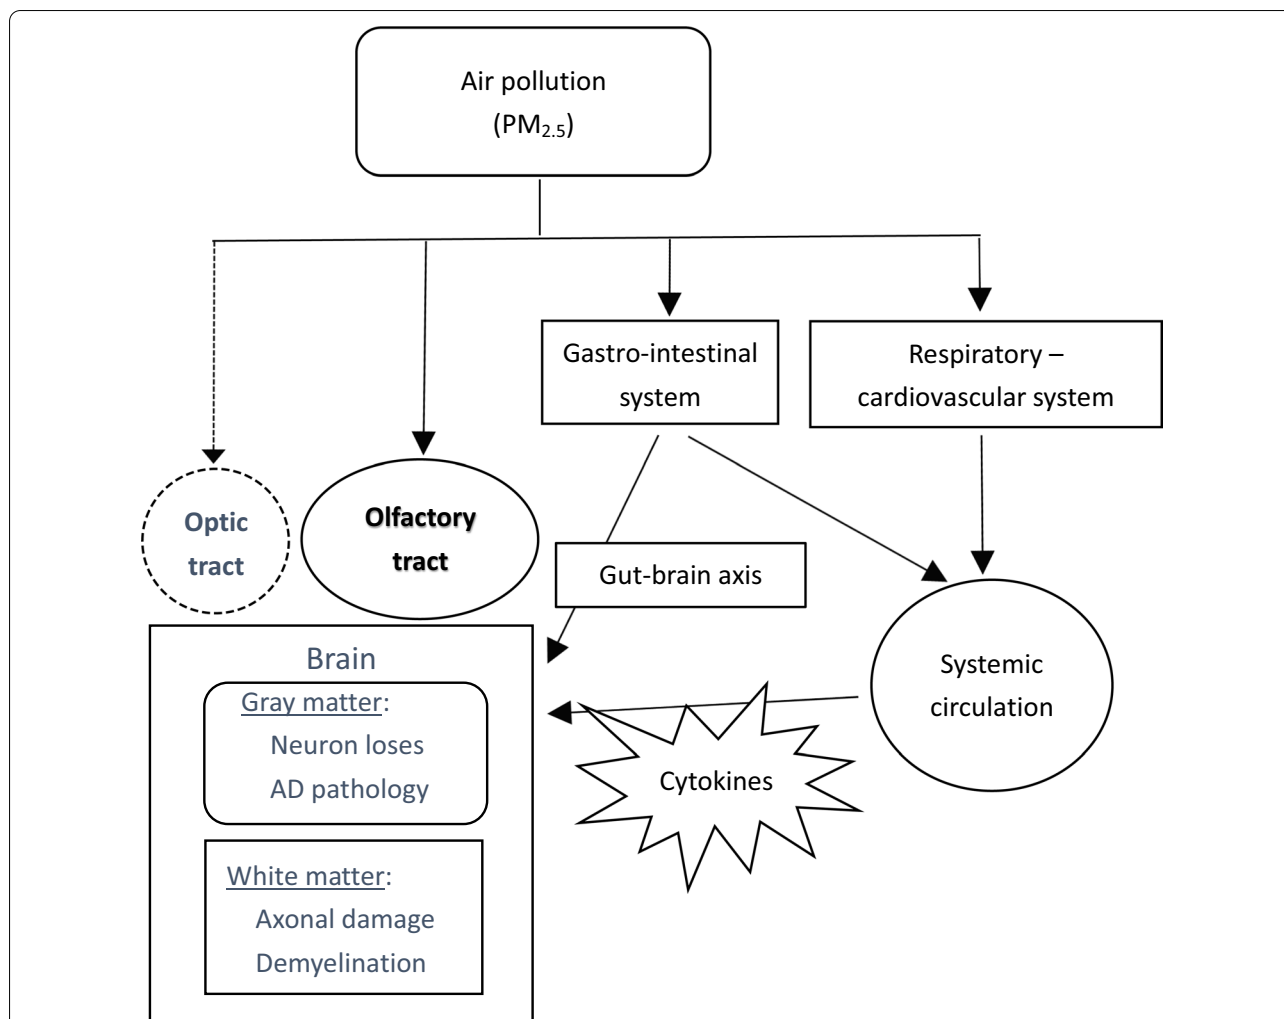 Air pollution
(PM2.5)
Gastro-intestinal
system
Respiratory –
cardiovascular system
Optic
tract
Olfactory
tract
Gut-brain axis
Systemic
circulation
Brain
Gray matter:
Neuron loses
AD pathology
Cytokines
White matter:
Axonal damage
Demyelination